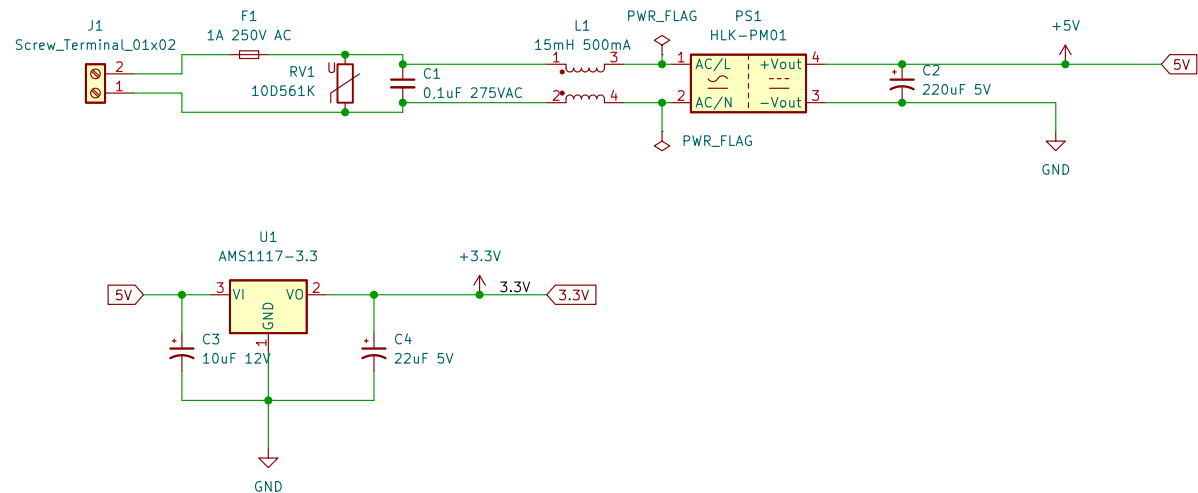 J1
Screw_Terminal_01x02
2
1
F1
1A 250V AC
RV1
10D561K
U
C1
0,1uF 275VAC
L1
15mH 500mA
1
3
2
4
PWR_FLAG
PWR_FLAG
PS1
HLK-PM01
1
AC/L
+Vout
4
2
AC/N
-Vout
3
+
C2
220uF 5V
+5V
5V
GND
U1
AMS1117-3.3
5V
3
VI
VO
2
GND
1
+3.3V
3.3V
3.3V
+
C3
10uF 12V
+
C4
22uF 5V
GND